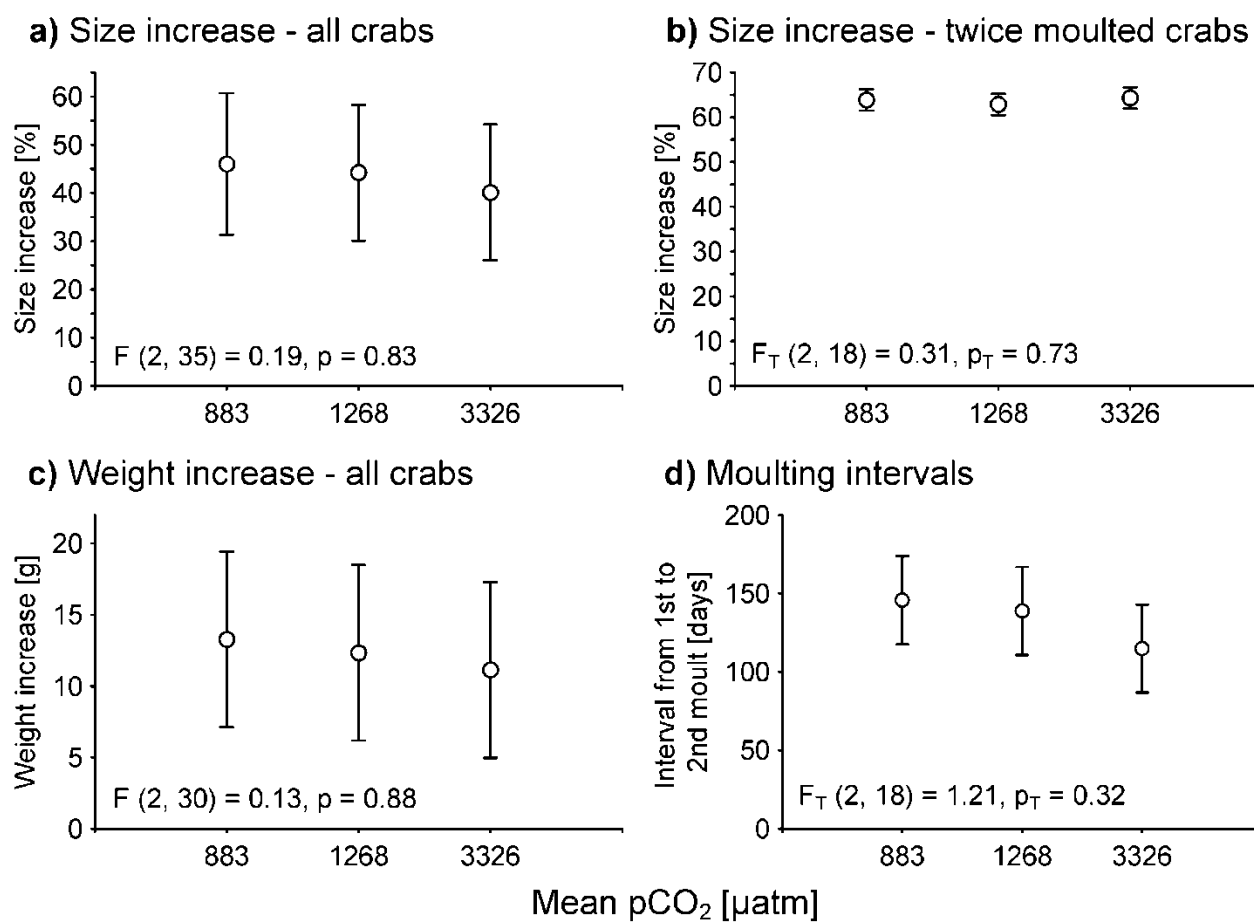 a) Size increase - all crabs
Size increase [%]
60
50
40
30
20
10
0
F (2, 35) = 0.19, p = 0.83
883 1268 3326
b) Size increase - twice moulted crabs
Size increase [%]
70
60
50
40
30
20
10
0
F_T (2, 18) = 0.31, p_T = 0.73
883 1268 3326
c) Weight increase - all crabs
Weight increase [g]
20
15
10
5
0
F (2, 30) = 0.13, p = 0.88
883 1268 3326
d) Moulting intervals
Interval from 1st to
2nd moult [days]
200
150
100
50
0
F_T (2, 18) = 1.21, p_T = 0.32
883 1268 3326
Mean pCO₂ [µatm]